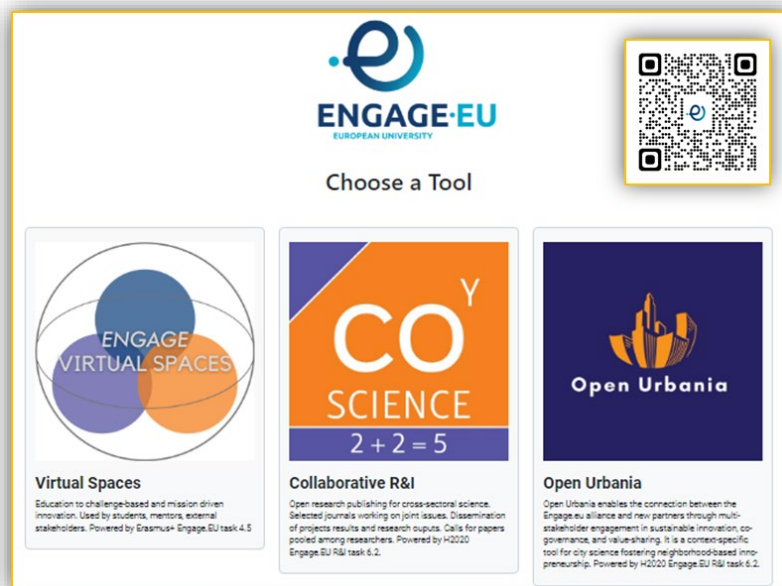 ENGAGE·EU
EUROPEAN UNIVERSITY
Choose a Tool
ENGAGE
VIRTUAL SPACES
Virtual Spaces
Education to challenge-based and mission driven
innovation. Used by students, mentors, external
stakeholders. Powered by Erasmus+ Engage.EU task 4.5
CO Y
SCIENCE
2 + 2 = 5
Collaborative R&I
Open research publishing for cross-sectoral science.
Selected journals working on joint issues. Dissemination
of projects results and research ouputs. Calls for papers
pooled among researchers. Powered by H2020
Engage.EU R&I task 6.2.
Open Urbania
Open Urbania
Open Urbania enables the connection between the
Engage.eu alliance and new partners through multi-
stakeholder engagement in sustainable innovation, co-
governance, and value-sharing. It is a context-specific
tool for city science fostering neighborhood-based inno-
preneurship. Powered by H2020 Engage.EU R&I task 6.2.